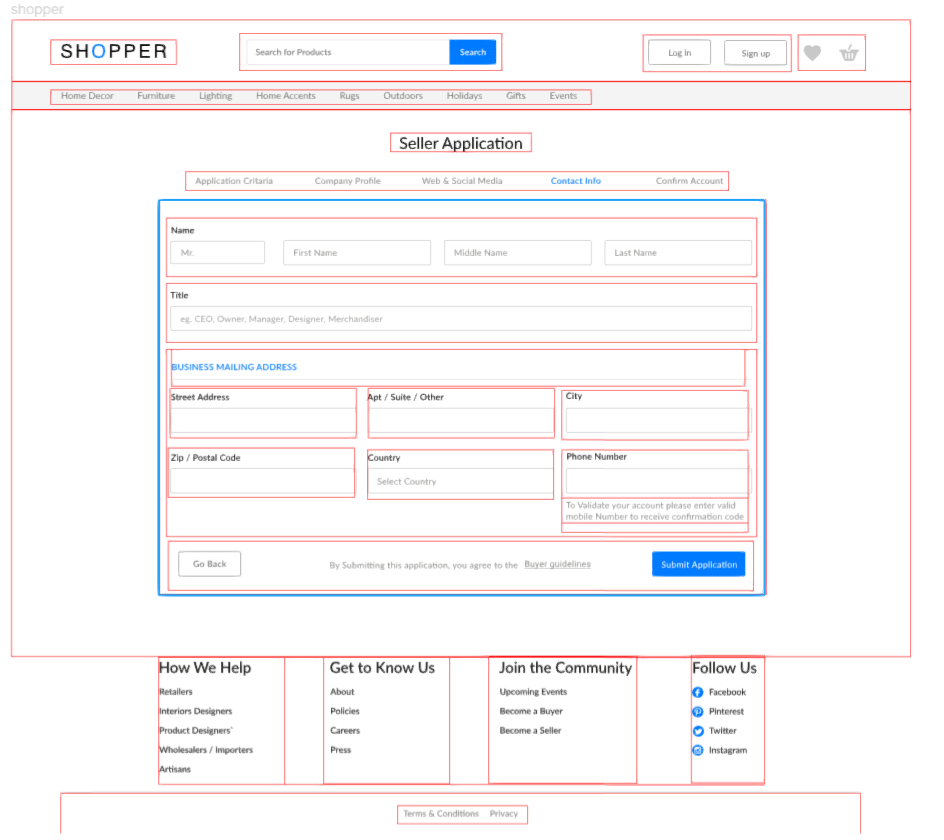 shopper
SHOPPER
Search for Products
Search
Log In
Sign up
Home Decor Furniture Lighting Home Accents Rugs Outdoors Holidays Gifts Events
Seller Application
Application Critaria Company Profile Web & Social Media Contact Info Confirm Account
Name
Mr. First Name Middle Name Last Name
Title
eg. CEO, Owner, Manager, Designer, Merchandiser
BUSINESS MAILING ADDRESS
Street Address Apt / Suite / Other City
Zip / Postal Code Country Phone Number
Select Country
To Validate your account please enter valid
mobile Number to receive confirmation code
Go Back By Submitting this application, you agree to the Buyer guidelines Submit Application
How We Help
Retailers
Interiors Designers
Product Designers`
Wholesalers / Importers
Artisans
Get to Know Us
About
Policies
Careers
Press
Join the Community
Upcoming Events
Become a Buyer
Become a Seller
Follow Us
Facebook
Pinterest
Twitter
Instagram
Terms & Conditions Privacy